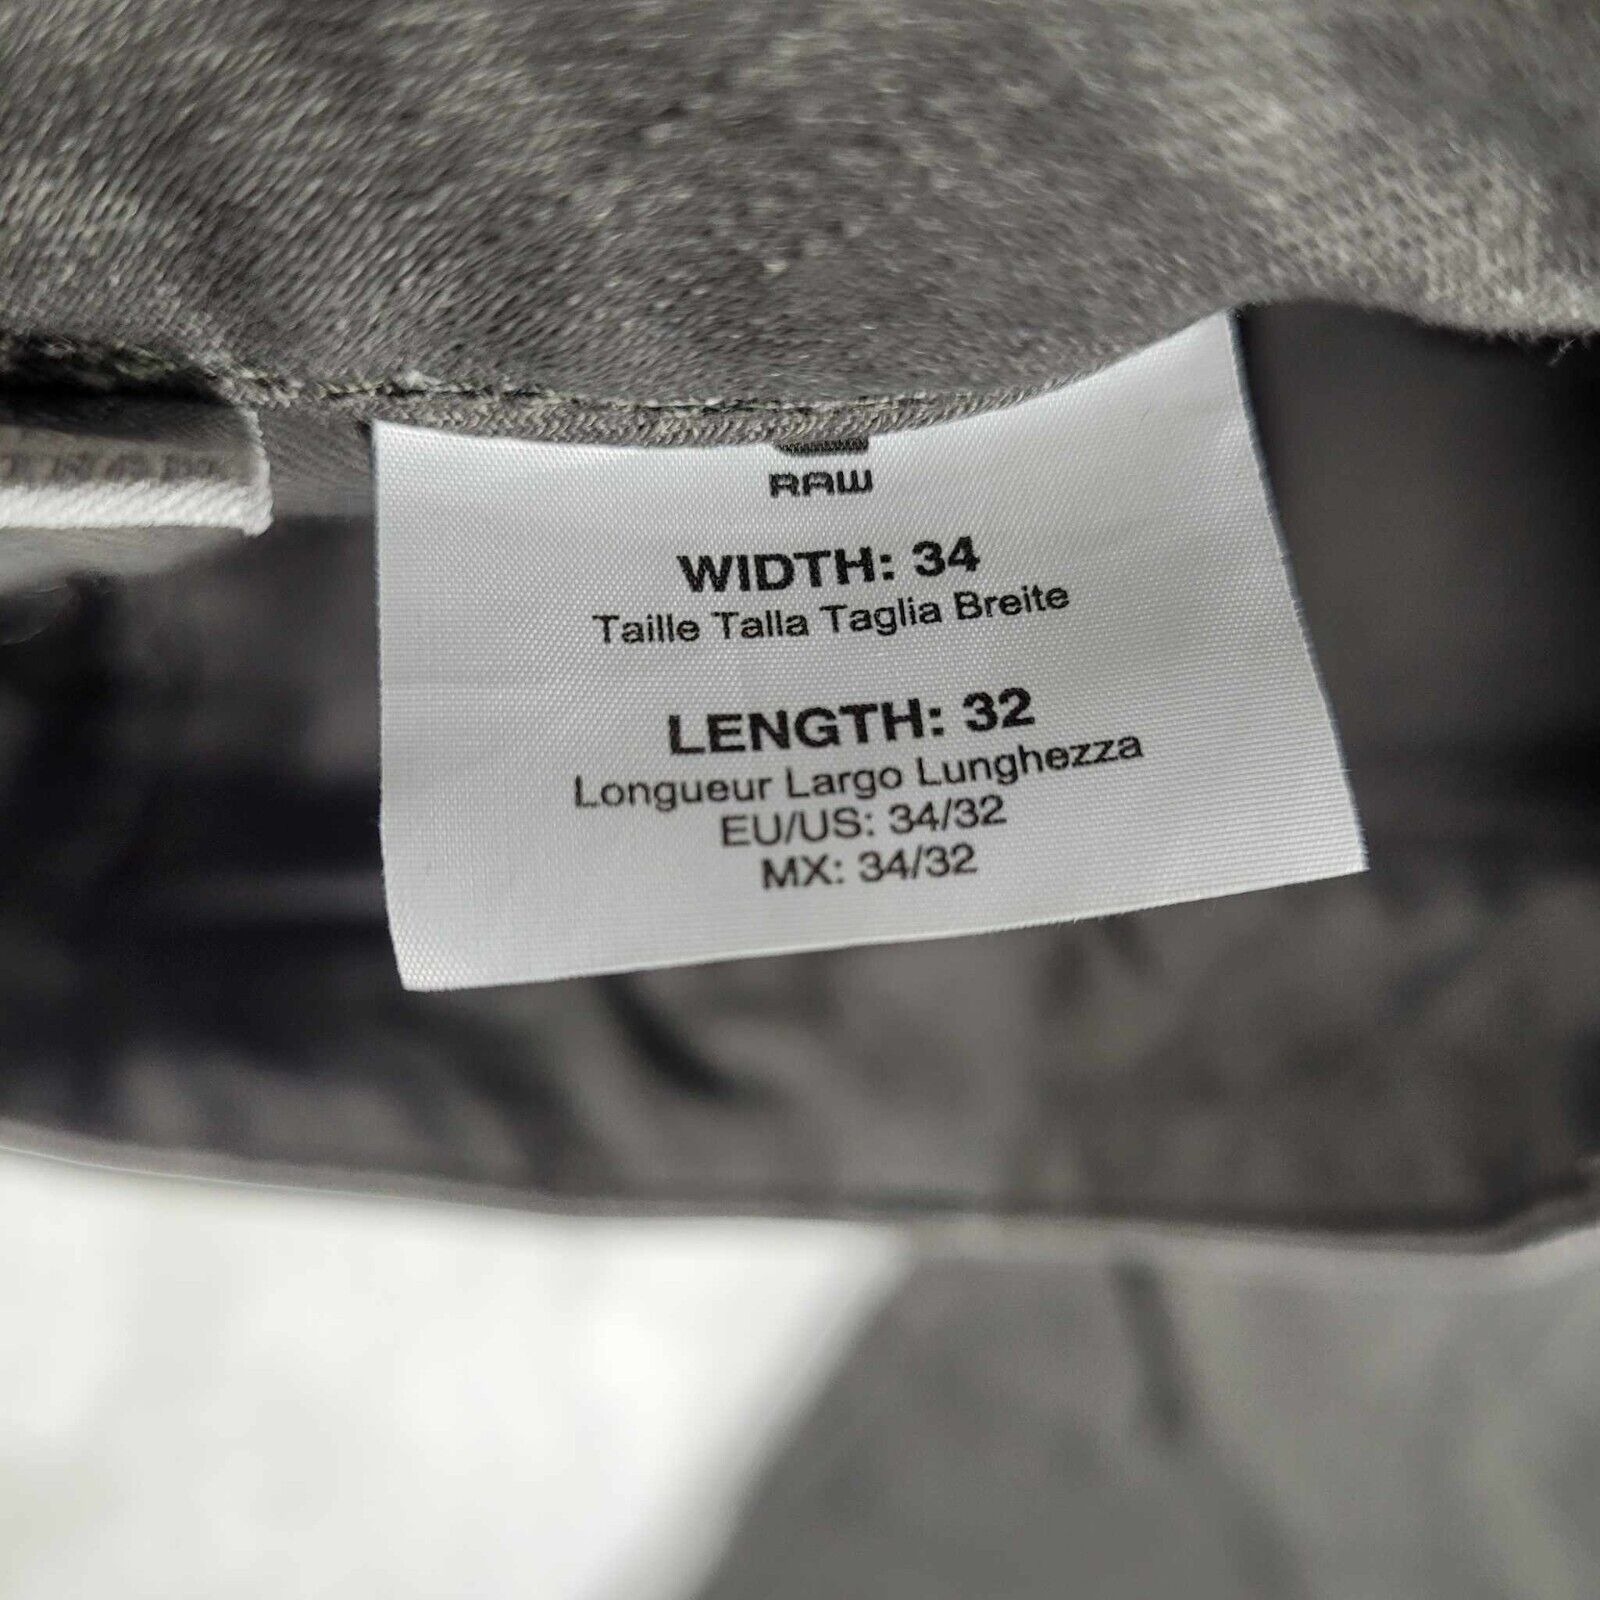 RAW
WIDTH: 34
Taille Talla Taglia Breite
LENGTH: 32
Longueur Largo Lunghezza
EU/US: 34/32
MX: 34/32